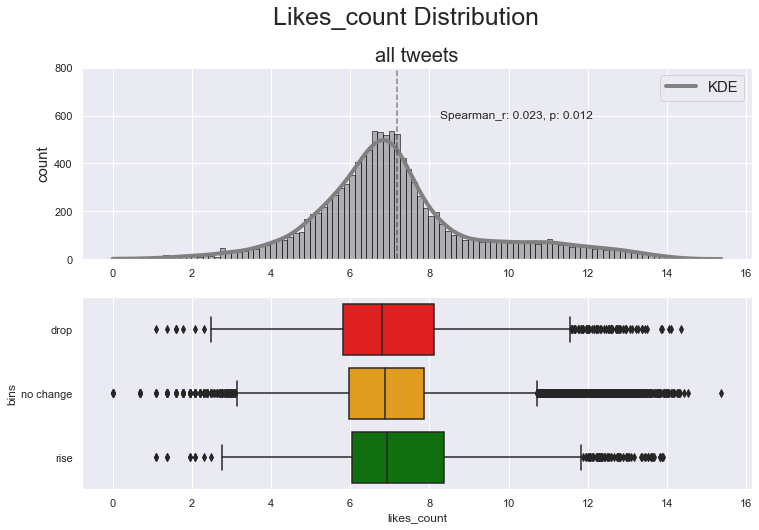 Likes_count Distribution
all tweets
800
600
400
200
0
count
KDE
Spearman_r: 0.023, p: 0.012
0 2 4 6 8 10 12 14 16
drop
no change
rise
bins
0 2 4 6 8 10 12 14 16
likes_count